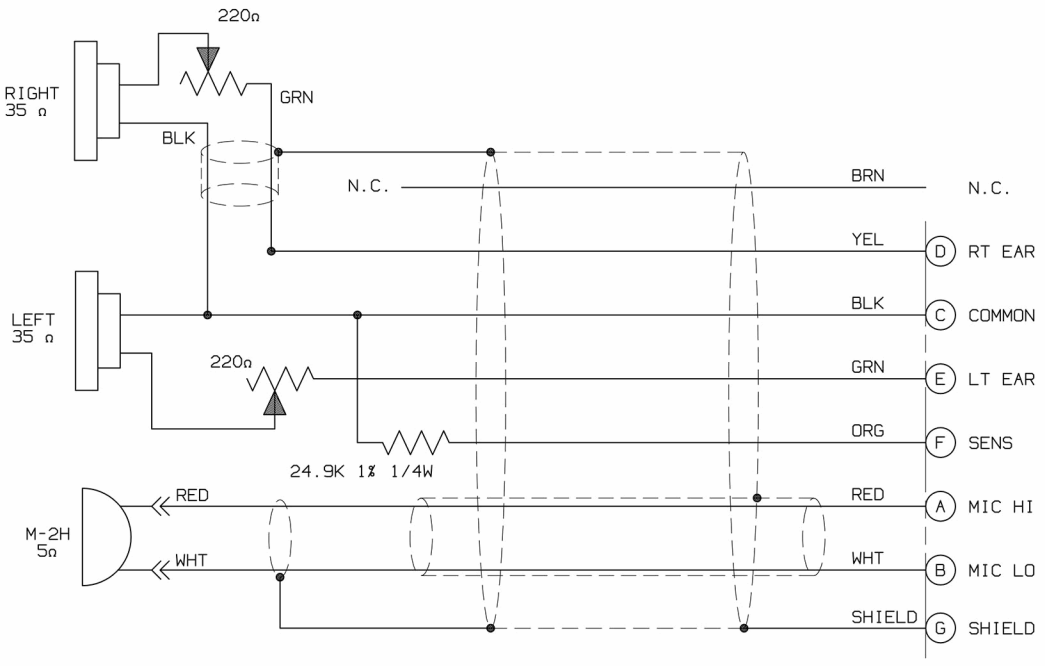 220Ω
RIGHT
35 Ω
GRN
BLK
N.C.
BRN
N.C.
YEL
D RT EAR
LEFT
35 Ω
BLK
C COMMON
220Ω
GRN
E LT EAR
ORG
F SENS
24.9K 1% 1/4W
RED
RED
A MIC HI
M-2H
5Ω
WHT
WHT
B MIC LO
SHIELD
G SHIELD